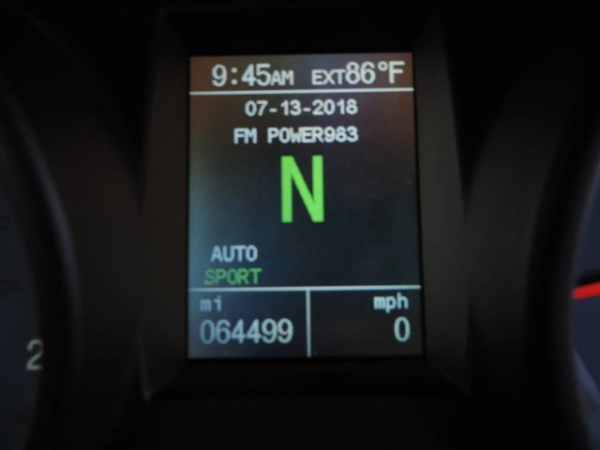 9:45AM EXT86°F
07-13-2018
FM POWER983
N
AUTO
SPORT
mi mph
064499 0
2